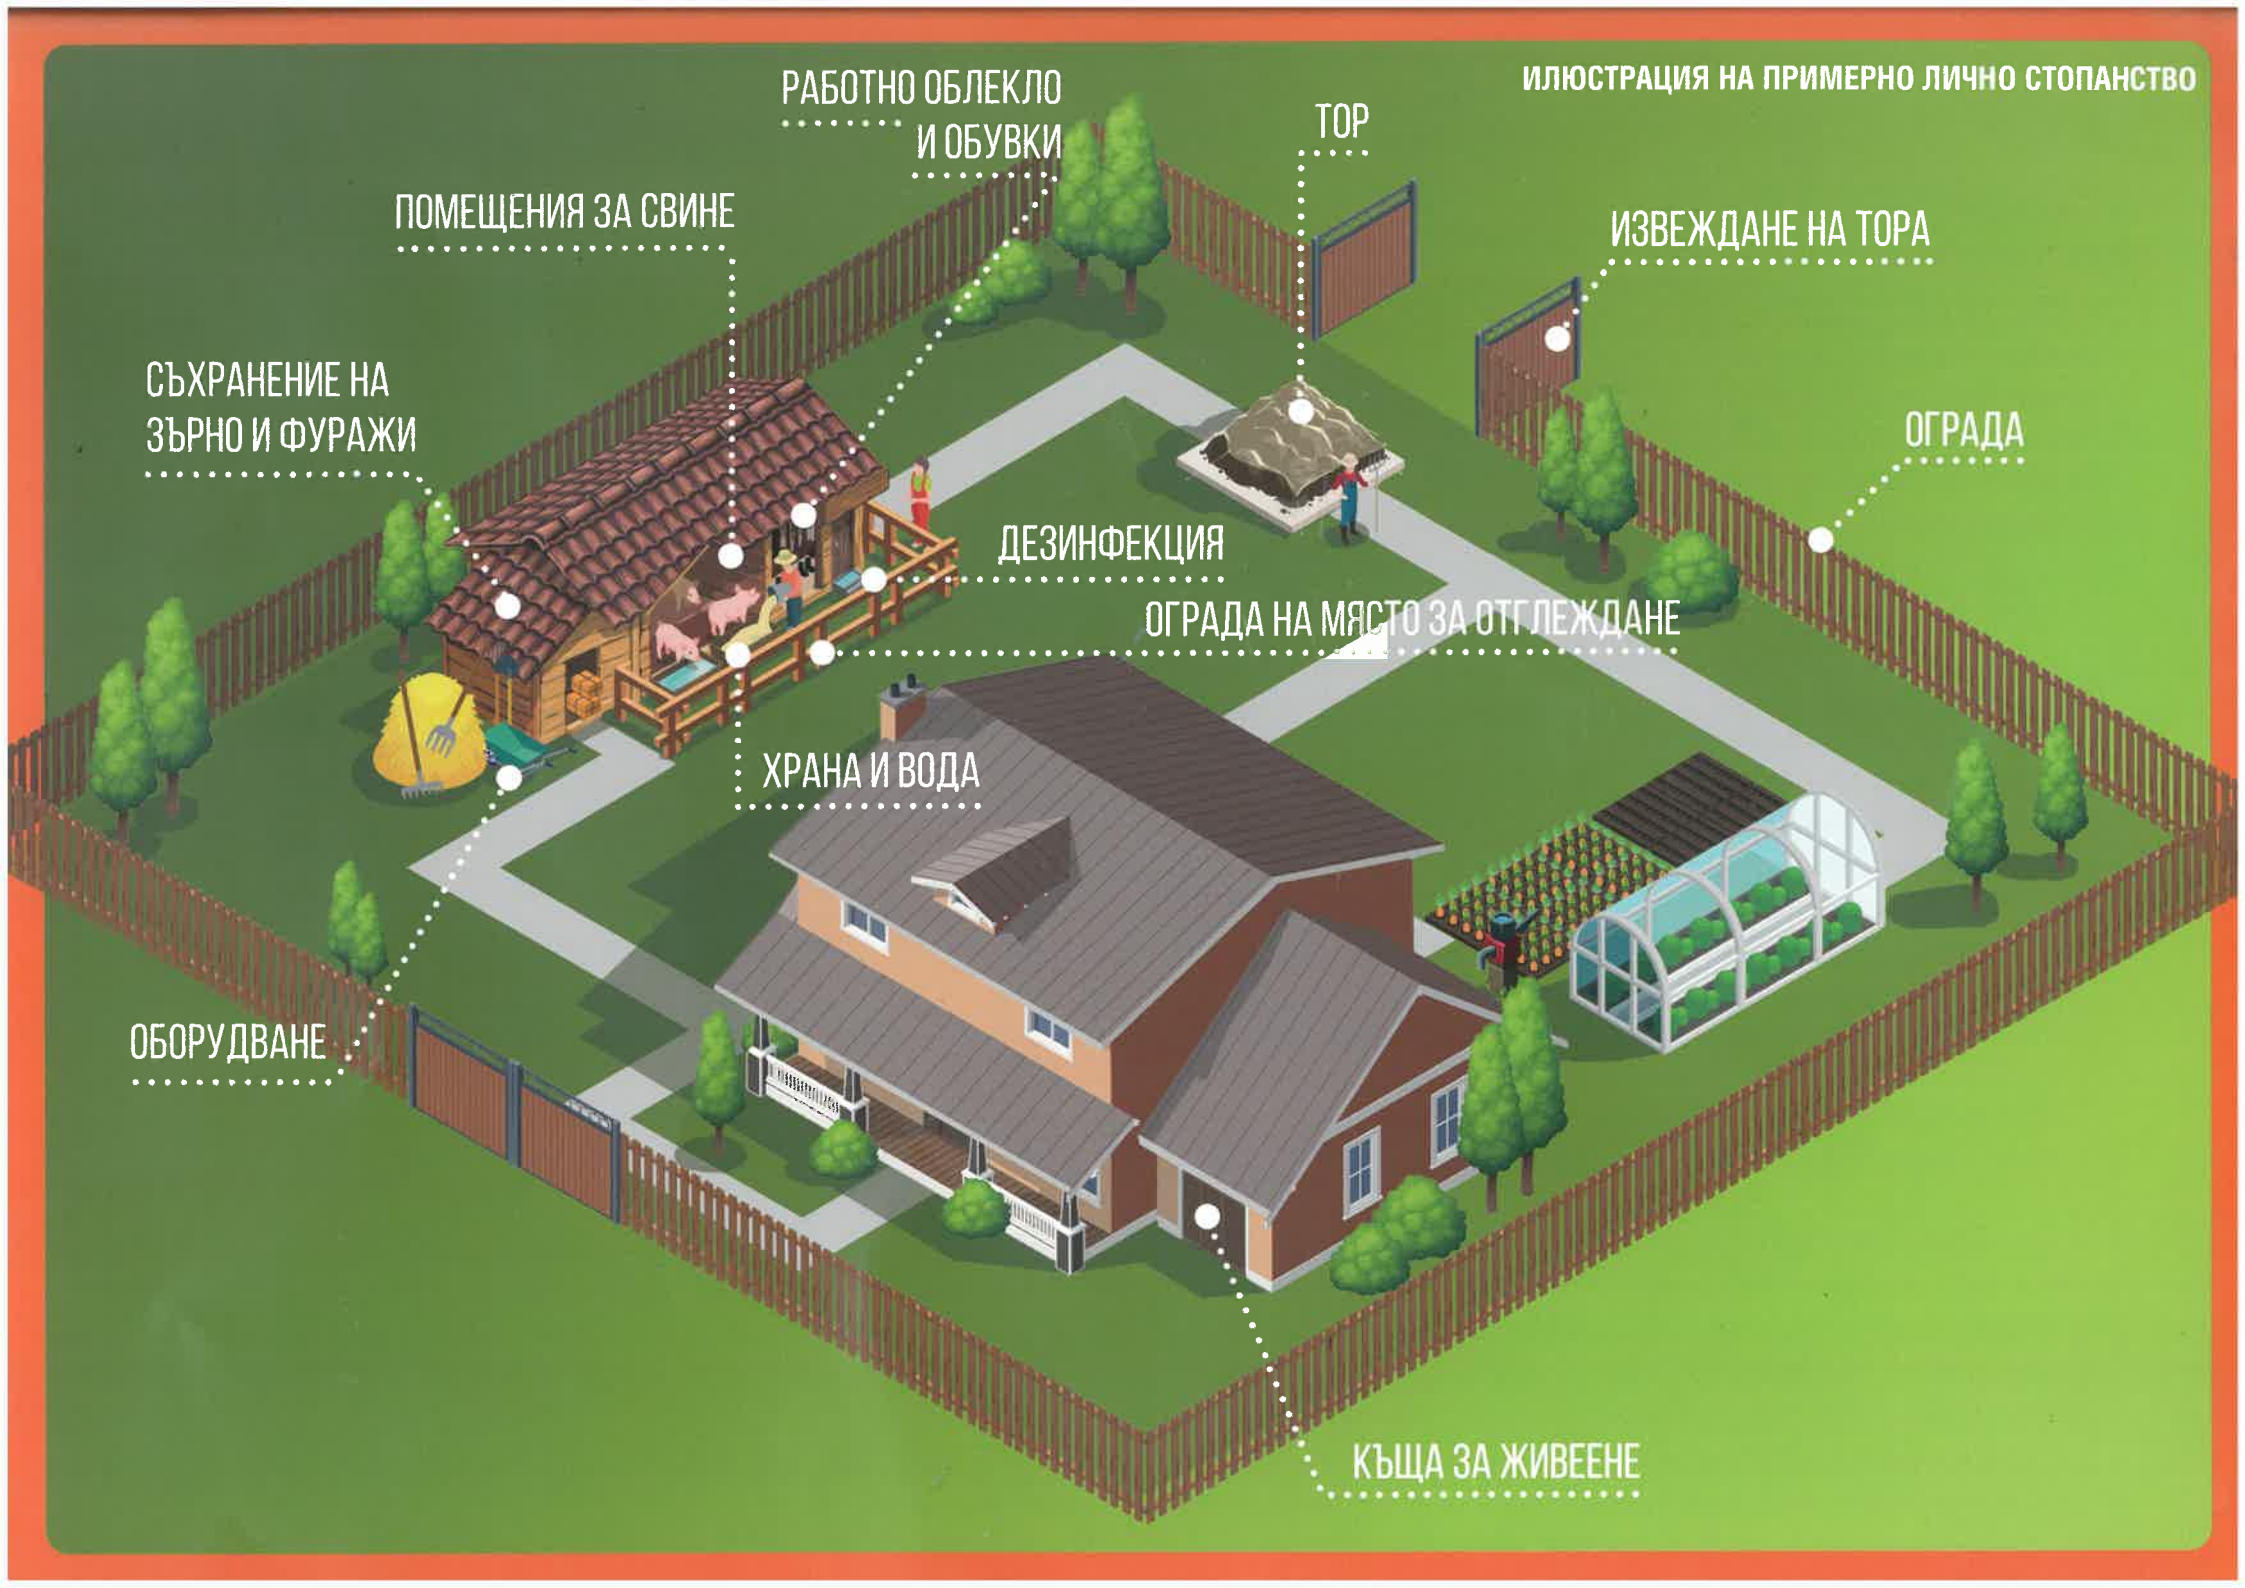 ИЛЮСТРАЦИЯ НА ПРИМЕРНО ЛИЧНО СТОПАНСТВО
РАБОТНО ОБЛЕКЛО
И ОБУВКИ
ТОР
ПОМЕЩЕНИЯ ЗА СВИНЕ
ИЗВЕЖДАНЕ НА ТОРА
СЪХРАНЕНИЕ НА
ЗЪРНО И ФУРАЖИ
ОГРАДА
ДЕЗИНФЕКЦИЯ
ОГРАДА НА МЯСТО ЗА ОТГЛЕЖДАНЕ
ХРАНА И ВОДА
ОБОРУДВАНЕ
КЪЩА ЗА ЖИВЕЕНЕ